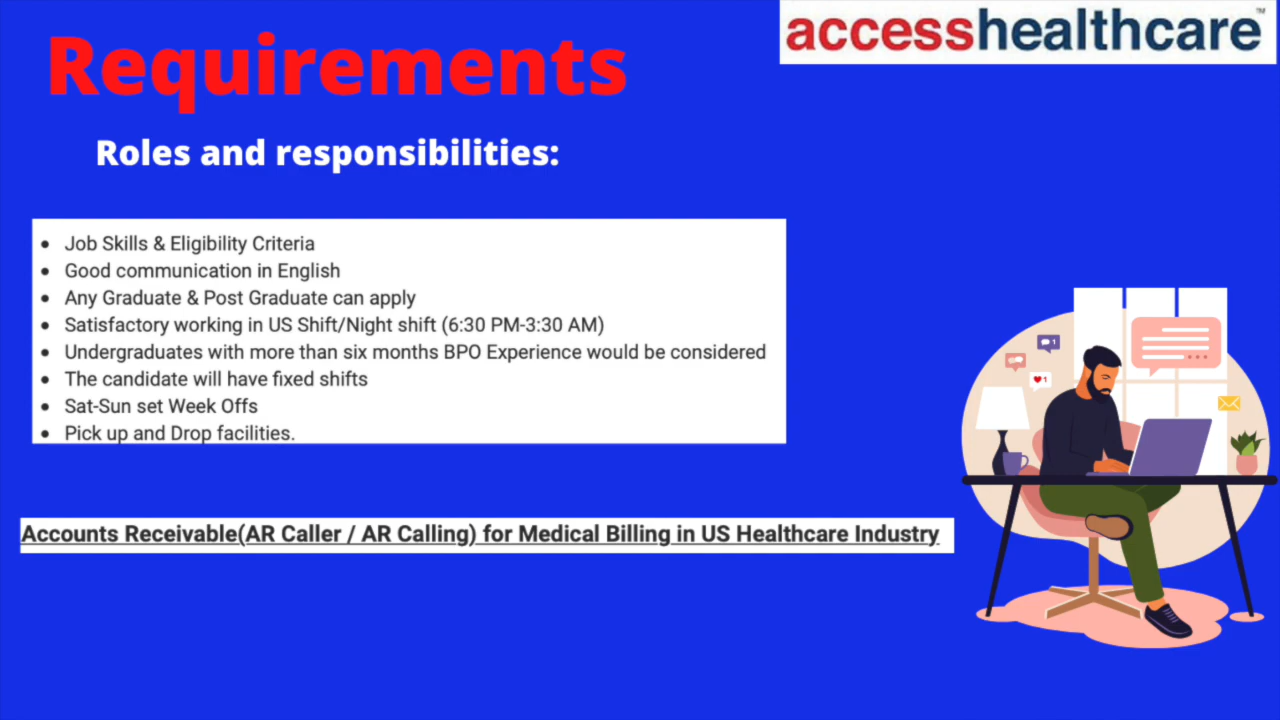 accesshealthcare™
Requirements
Roles and responsibilities:
• Job Skills & Eligibility Criteria
• Good communication in English
• Any Graduate & Post Graduate can apply
• Satisfactory working in US Shift/Night shift (6:30 PM-3:30 AM)
• Undergraduates with more than six months BPO Experience would be considered
• The candidate will have fixed shifts
• Sat-Sun set Week Offs
• Pick up and Drop facilities.
1
1
Accounts Receivable(AR Caller / AR Calling) for Medical Billing in US Healthcare Industry.